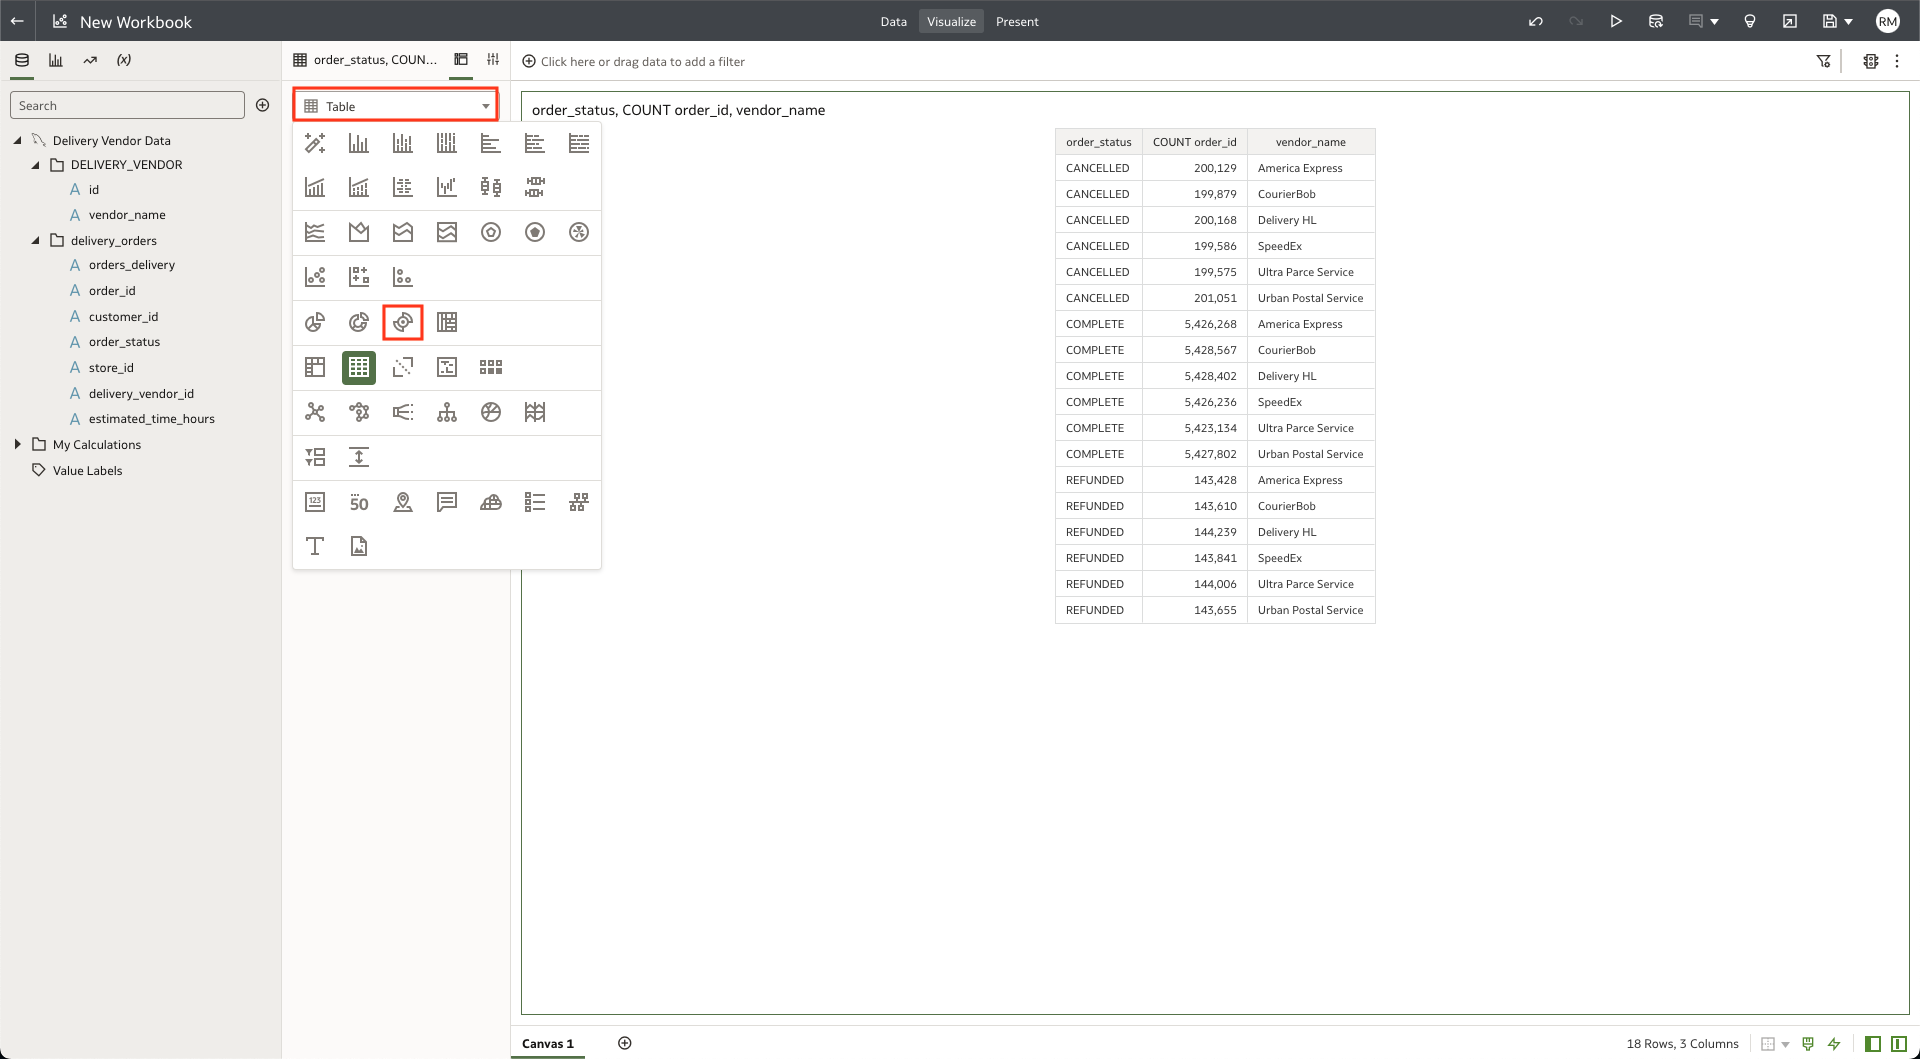 New Workbook
Data Visualize Present
RM
(x)
order_status, COUN...
Click here or drag data to add a filter
Search
Table
Delivery Vendor Data
DELIVERY_VENDOR
A id
A vendor_name
delivery_orders
A orders_delivery
A order_id
A customer_id
A order_status
A store_id
A delivery_vendor_id
A estimated_time_hours
My Calculations
Value Labels
123
50
T
order_status, COUNT order_id, vendor_name
order_status COUNT order_id vendor_name
CANCELLED 200,129 America Express
CANCELLED 199,879 CourierBob
CANCELLED 200,168 Delivery HL
CANCELLED 199,586 SpeedEx
CANCELLED 199,575 Ultra Parce Service
CANCELLED 201,051 Urban Postal Service
COMPLETE 5,426,268 America Express
COMPLETE 5,428,567 CourierBob
COMPLETE 5,428,402 Delivery HL
COMPLETE 5,426,236 SpeedEx
COMPLETE 5,423,134 Ultra Parce Service
COMPLETE 5,427,802 Urban Postal Service
REFUNDED 143,428 America Express
REFUNDED 143,610 CourierBob
REFUNDED 144,239 Delivery HL
REFUNDED 143,841 SpeedEx
REFUNDED 144,006 Ultra Parce Service
REFUNDED 143,655 Urban Postal Service
Canvas 1
18 Rows, 3 Columns